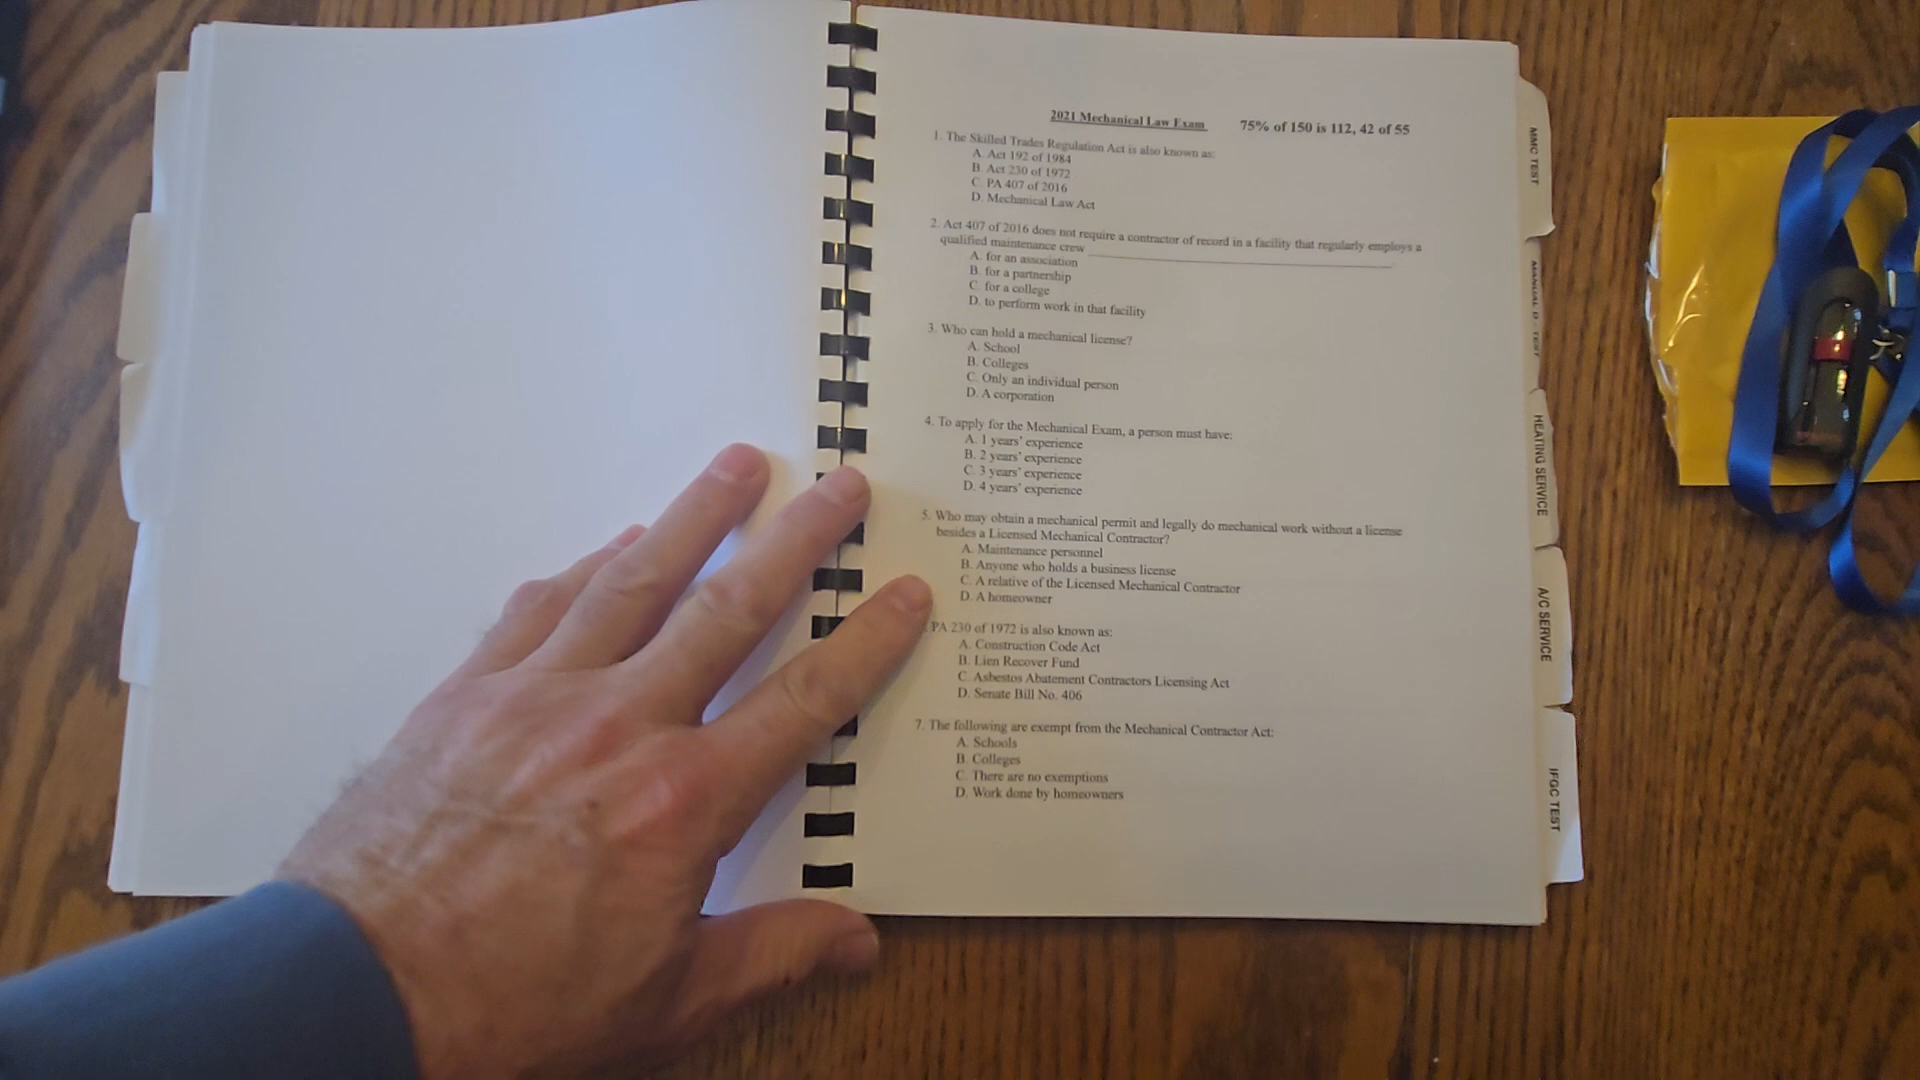 2021 Mechanical Law Exam 75% of 150 is 112, 42 of 55
1. The Skilled Trades Regulation Act is also known as:
A. Act 192 of 1984
B. Act 230 of 1972
C. PA 407 of 2016
D. Mechanical Law Act
2. Act 407 of 2016 does not require a contractor of record in a facility that regularly employs a
qualified maintenance crew
A. for an association
B. for a partnership
C. for a college
D. to perform work in that facility
3. Who can hold a mechanical license?
A. School
B. Colleges
C. Only an individual person
D. A corporation
4. To apply for the Mechanical Exam, a person must have:
A. 1 years' experience
B. 2 years' experience
C. 3 years' experience
D. 4 years' experience
5. Who may obtain a mechanical permit and legally do mechanical work without a license
besides a Licensed Mechanical Contractor?
A. Maintenance personnel
B. Anyone who holds a business license
C. A relative of the Licensed Mechanical Contractor
D. A homeowner
PA 230 of 1972 is also known as:
A. Construction Code Act
B. Lien Recover Fund
C. Asbestos Abatement Contractors Licensing Act
D. Senate Bill No. 406
7. The following are exempt from the Mechanical Contractor Act:
A. Schools
B. Colleges
C. There are no exemptions
D. Work done by homeowners
MMC TEST
MANUAL D - TEST
HEATING SERVICE
A/C SERVICE
IFGC TEST